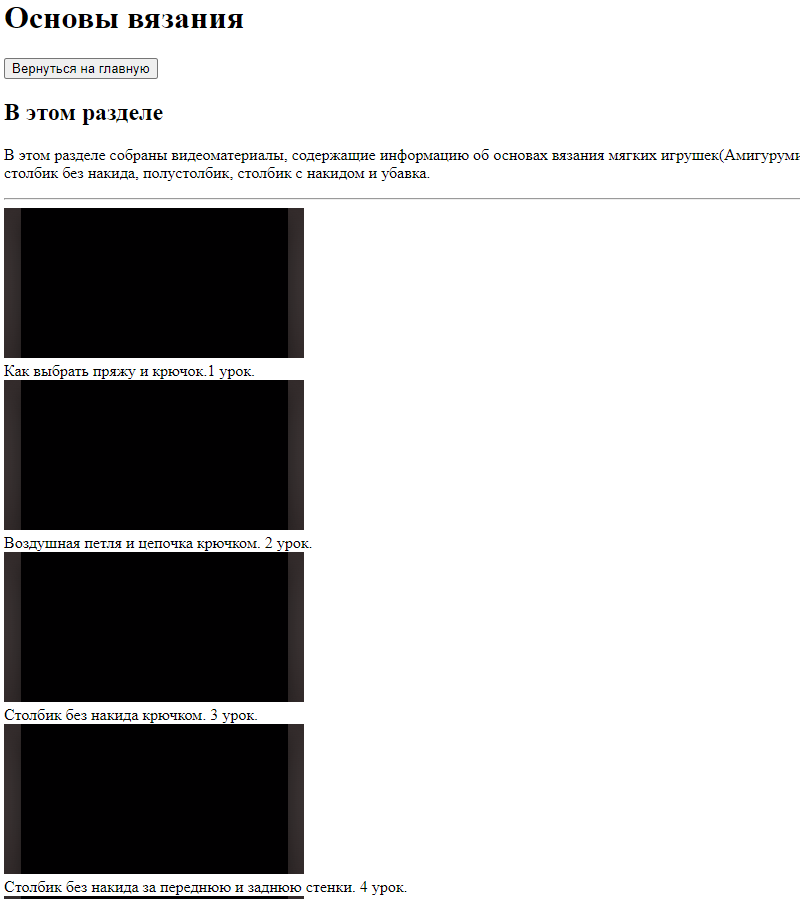 Основы вязания
Вернуться на главную
В этом разделе
В этом разделе собраны видеоматериалы, содержащие информацию об основах вязания мягких игрушек(Амигуруми
столбик без накида, полустолбик, столбик с накидом и убавка.
Как выбрать пряжу и крючок.1 урок.
Воздушная петля и цепочка крючком. 2 урок.
Столбик без накида крючком. 3 урок.
Столбик без накида за переднюю и заднюю стенки. 4 урок.